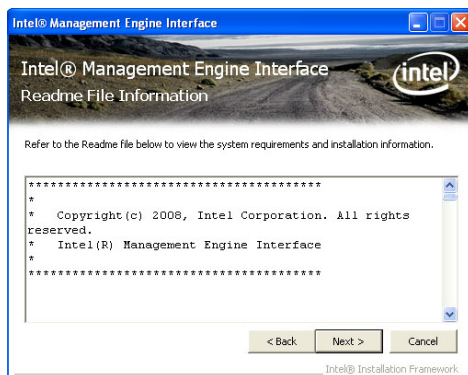 Intel® Management Engine Interface
Intel® Management Engine Interface
Readme File Information
intel
Refer to the Readme file below to view the system requirements and installation information.
****************************************
*
*   Copyright(c) 2008, Intel Corporation. All rights
reserved.
*   Intel(R) Management Engine Interface
*
****************************************
< Back
Next >
Cancel
Intel® Installation Framework